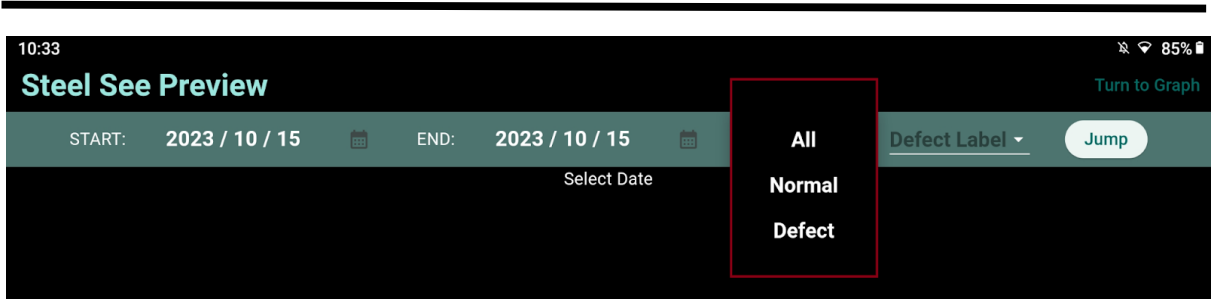 10:33
85%
Steel See Preview
Turn to Graph
START: 2023 / 10 / 15 END: 2023 / 10 / 15 All Defect Label Jump
Select Date
Normal
Defect